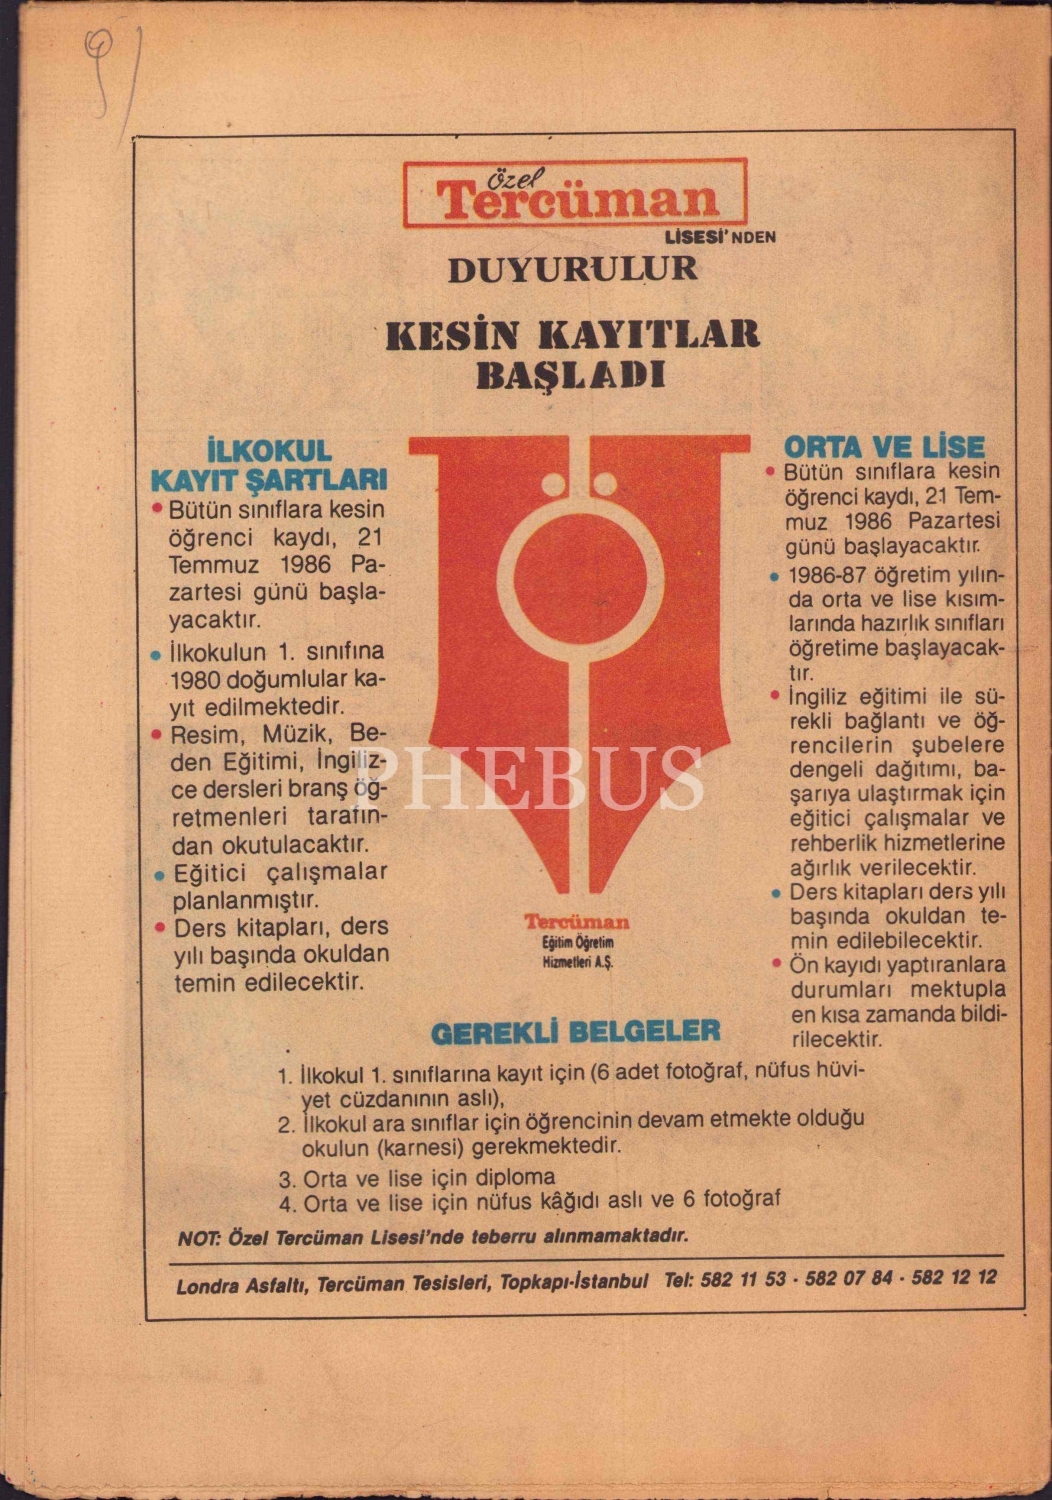 Özel
Tercüman
LİSESİ'NDEN
DUYURULUR
KESİN KAYITLAR
BAŞLADI
İLKOKUL
KAYIT ŞARTLARI
• Bütün sınıflara kesin
öğrenci kaydı, 21
Temmuz 1986 Pa-
zartesi günü başla-
yacaktır.
• İlkokulun 1. sınıfına
1980 doğumlular ka-
yıt edilmektedir.
• Resim, Müzik, Be-
den Eğitimi, İngiliz-
ce dersleri branş öğ-
retmenleri tarafın-
dan okutulacaktır.
• Eğitici çalışmalar
planlanmıştır.
• Ders kitapları, ders
yılı başında okuldan
temin edilecektir.
ORTA VE LİSE
• Bütün sınıflara kesin
öğrenci kaydı, 21 Tem-
muz 1986 Pazartesi
günü başlayacaktır.
• 1986-87 öğretim yılın-
da orta ve lise kısım-
larında hazırlık sınıfları
öğretime başlayacak-
tır.
• İngiliz eğitimi ile sü-
rekli bağlantı ve öğ-
rencilerin şubelere
dengeli dağıtımı, ba-
şarıya ulaştırmak için
eğitici çalışmalar ve
rehberlik hizmetlerine
ağırlık verilecektir.
• Ders kitapları ders yılı
başında okuldan te-
min edilebilecektir.
• Ön kayıdı yaptıranlara
durumları mektupla
en kısa zamanda bildi-
rilecektir.
PHEBUS
Tercüman
Eğitim Öğretim
Hizmetleri A.Ş.
GEREKLİ BELGELER
1. İlkokul 1. sınıflarına kayıt için (6 adet fotoğraf, nüfus hüvi-
yet cüzdanının aslı),
2. İlkokul ara sınıflar için öğrencinin devam etmekte olduğu
okulun (karnesi) gerekmektedir.
3. Orta ve lise için diploma
4. Orta ve lise için nüfus kâğıdı aslı ve 6 fotoğraf
NOT: Özel Tercüman Lisesi'nde teberru alınmamaktadır.
Londra Asfaltı, Tercüman Tesisleri, Topkapı-İstanbul Tel: 582 11 53 - 582 07 84 - 582 12 12